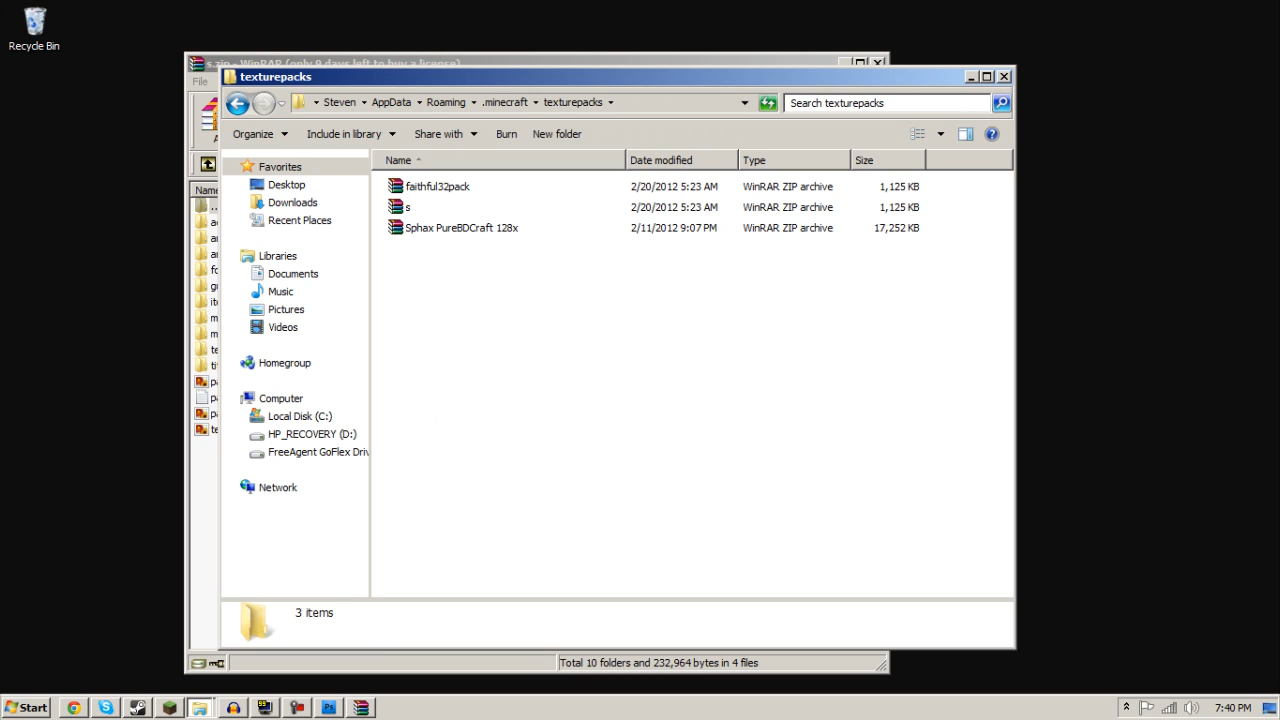 Recycle Bin
s.zip - WinRAR (only 9 days left to buy a license)
File
texturepacks
Steven AppData Roaming .minecraft texturepacks
Search texturepacks
Organize Include in library Share with Burn New folder
Name Date modified Type Size
Name
Favorites
Desktop
Downloads
Recent Places
Libraries
Documents
Music
Pictures
Videos
Homegroup
Computer
Local Disk (C:)
HP_RECOVERY (D:)
FreeAgent GoFlex Driv
Network
faithful32pack 2/20/2012 5:23 AM WinRAR ZIP archive 1,125 KB
s 2/20/2012 5:23 AM WinRAR ZIP archive 1,125 KB
Sphax PureBDCraft 128x 2/11/2012 9:07 PM WinRAR ZIP archive 17,252 KB
3 items
Total 10 folders and 232,964 bytes in 4 files
Start
Ps
7:40 PM